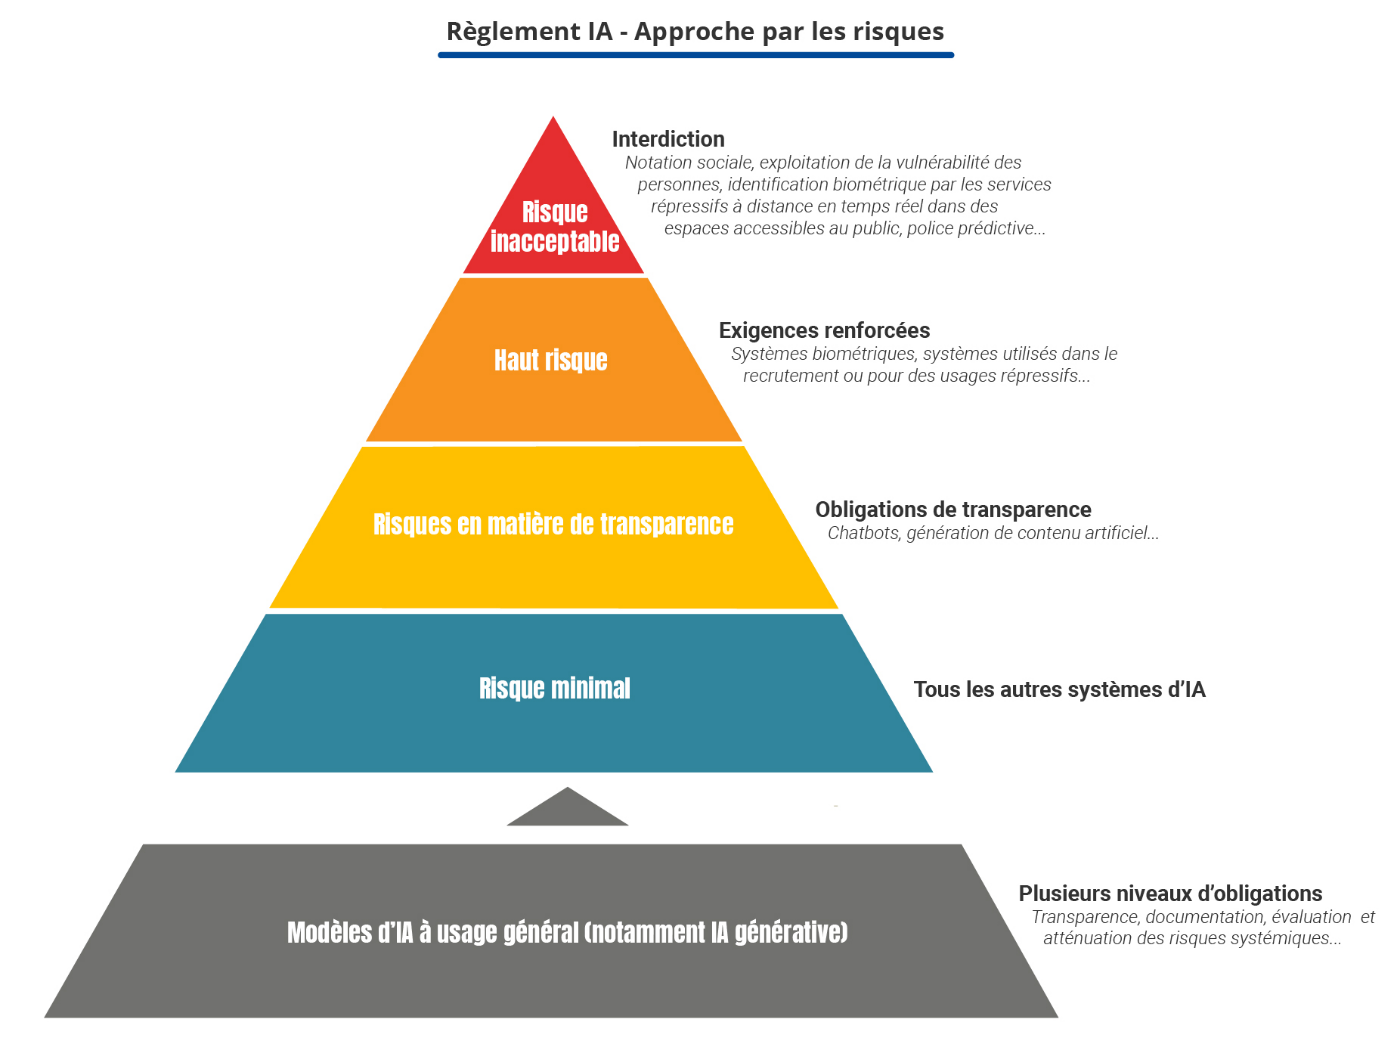 Règlement IA - Approche par les risques
Interdiction
Notation sociale, exploitation de la vulnérabilité des
personnes, identification biométrique par les services
répressifs à distance en temps réel dans des
espaces accessibles au public, police prédictive...
Risque
inacceptable
Exigences renforcées
Systèmes biométriques, systèmes utilisés dans le
recrutement ou pour des usages répressifs...
Haut risque
Obligations de transparence
Chatbots, génération de contenu artificiel...
Risques en matière de transparence
Risque minimal
Tous les autres systèmes d’IA
Plusieurs niveaux d’obligations
Transparence, documentation, évaluation et
atténuation des risques systémiques...
Modèles d’IA à usage général (notamment IA générative)